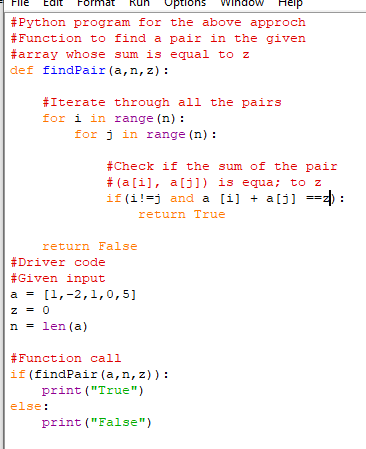 File Edit Format Run Options Window Help
#Python program for the above approch
#Function to find a pair in the given
#array whose sum is equal to z
def findPair(a,n,z):
    #Iterate through all the pairs
    for i in range(n):
        for j in range(n):
            #Check if the sum of the pair
            #(a[i], a[j]) is equa; to z
            if(i!=j and a [i] + a[j] ==z):
                return True
    return False
#Driver code
#Given input
a = [1,-2,1,0,5]
z = 0
n = len(a)
#Function call
if(findPair(a,n,z)):
    print("True")
else:
    print("False")